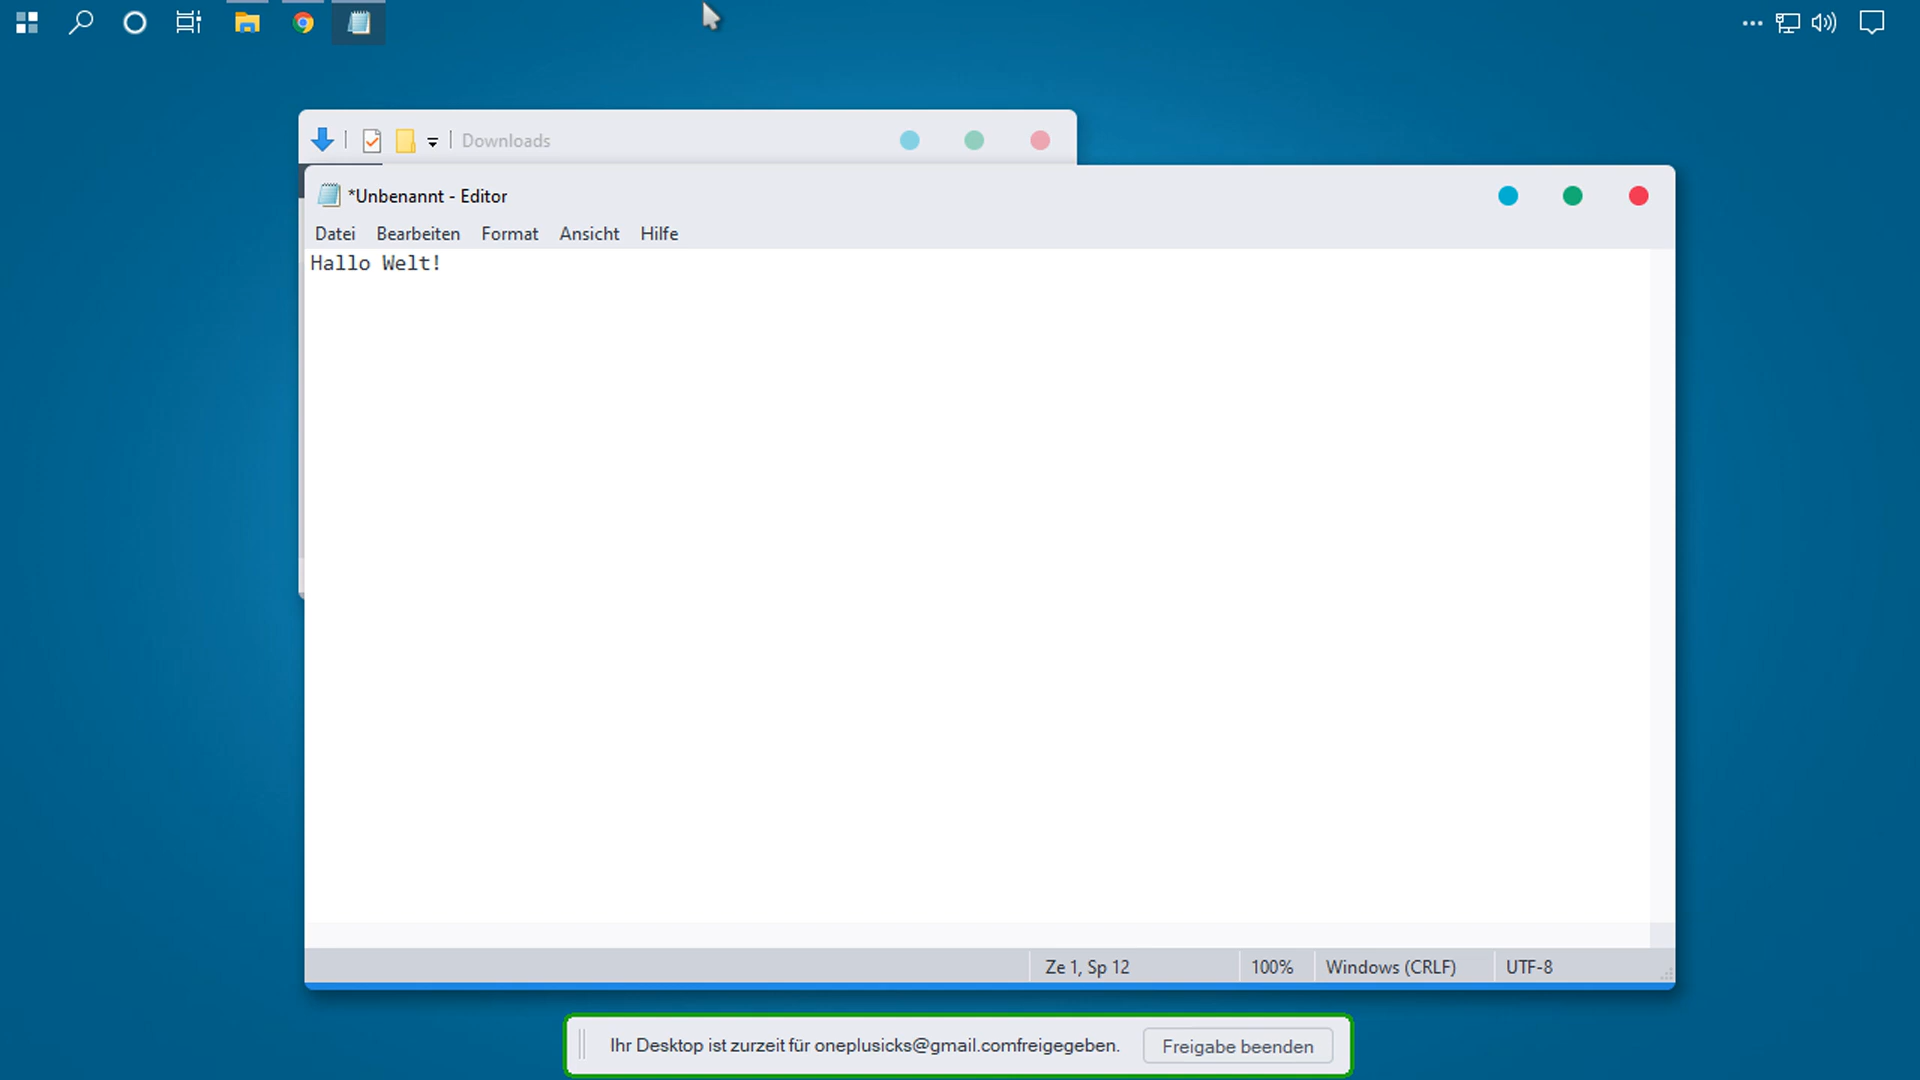 Downloads
*Unbenannt - Editor
Datei Bearbeiten Format Ansicht Hilfe
Hallo Welt!
Ze 1, Sp 12 100% Windows (CRLF) UTF-8
Ihr Desktop ist zurzeit für oneplusicks@gmail.comfreigegeben. Freigabe beenden